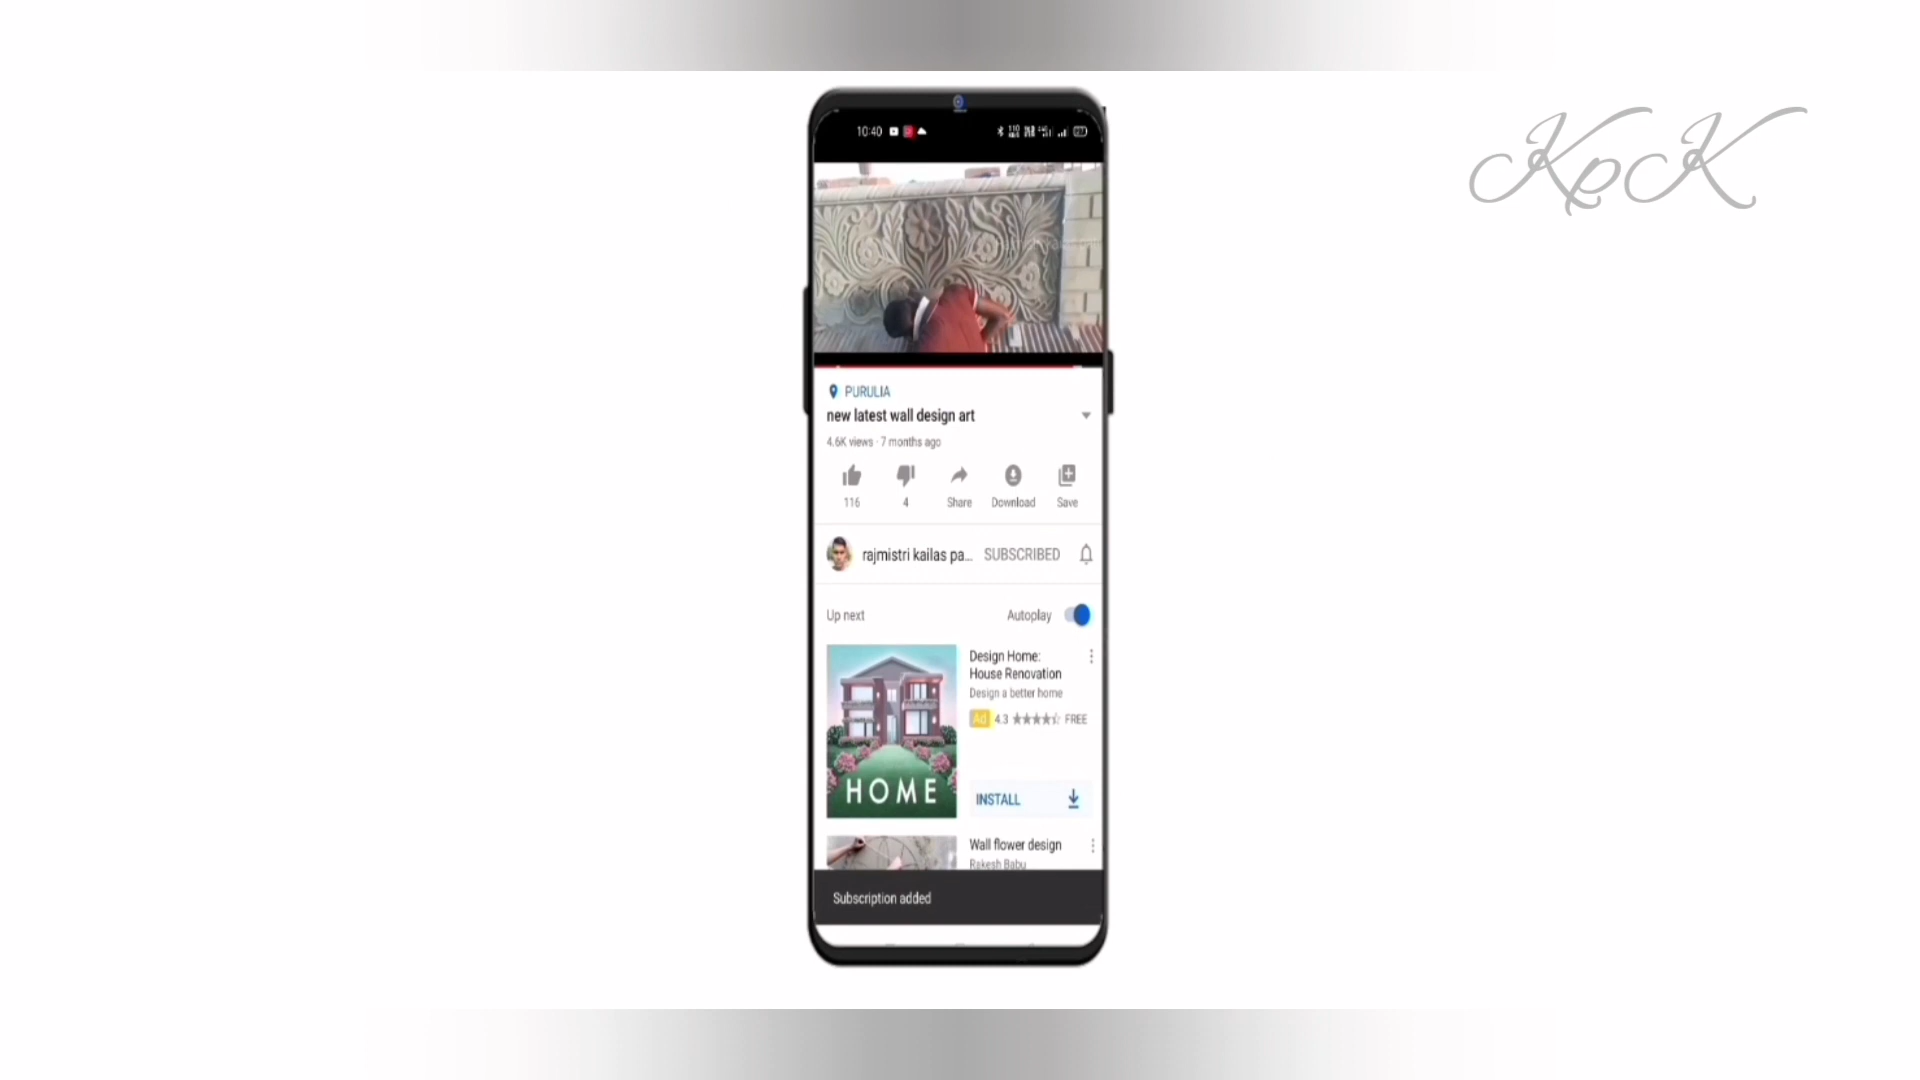 KpK
10:40
PURULIA
new latest wall design art
4.6K views · 7 months ago
116
4
Share
Download
Save
rajmistri kailas pa...
SUBSCRIBED
Up next
Autoplay
Design Home:
House Renovation
Design a better home
Ad 4.3 FREE
HOME
INSTALL
Wall flower design
Rakesh Babu
Subscription added